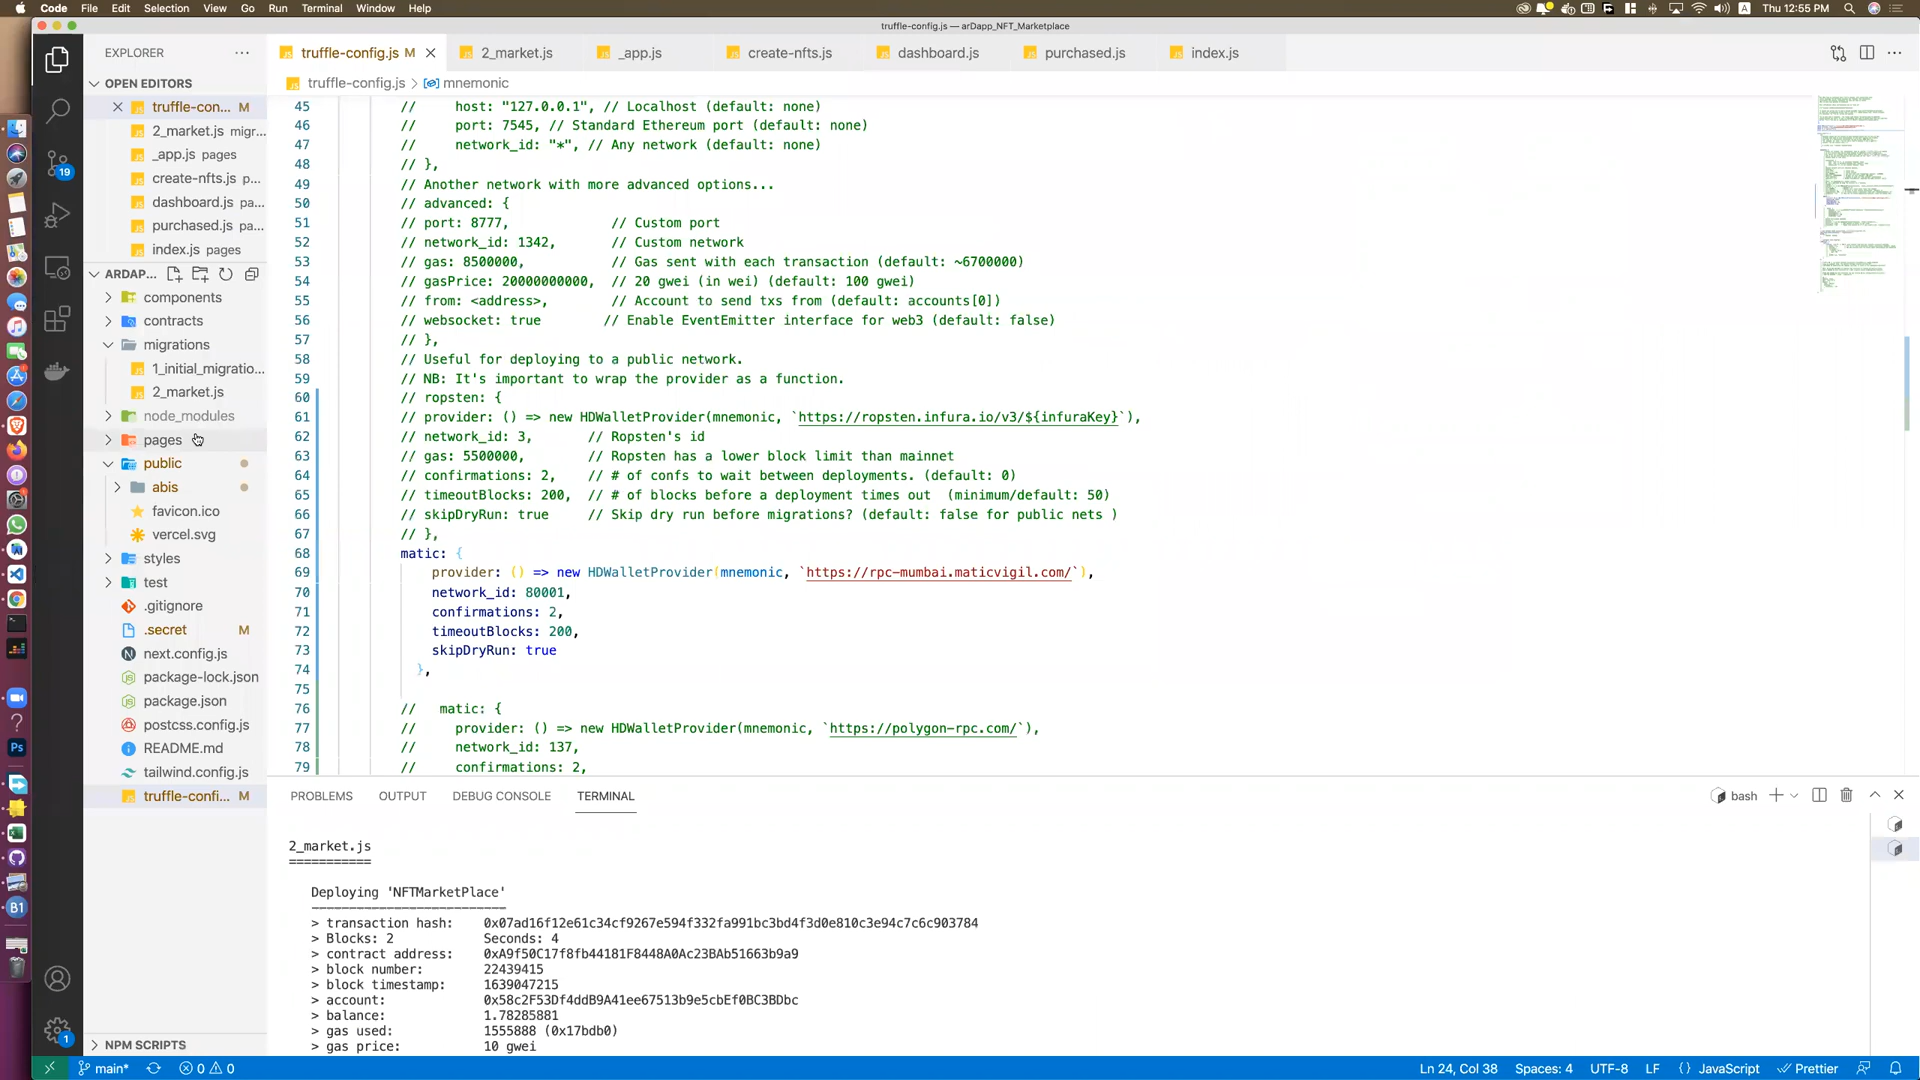 Code File Edit Selection View Go Run Terminal Window Help
A Thu 12:55 PM
truffle-config.js — arDapp_NFT_Marketplace
EXPLORER
truffle-config.js M
2_market.js
_app.js
create-nfts.js
dashboard.js
purchased.js
index.js
truffle-config.js > mnemonic
OPEN EDITORS
truffle-con... M
2_market.js migr...
_app.js pages
create-nfts.js p...
dashboard.js pa...
purchased.js pa...
index.js pages
19
ARDAP...
components
contracts
migrations
1_initial_migratio...
2_market.js
node_modules
pages
public
abis
favicon.ico
vercel.svg
styles
test
.gitignore
.secret M
next.config.js
package-lock.json
package.json
postcss.config.js
README.md
tailwind.config.js
truffle-confi... M
NPM SCRIPTS
45 // host: "127.0.0.1", // Localhost (default: none)
46 // port: 7545, // Standard Ethereum port (default: none)
47 // network_id: "*", // Any network (default: none)
48 // },
49 // Another network with more advanced options...
50 // advanced: {
51 // port: 8777, // Custom port
52 // network_id: 1342, // Custom network
53 // gas: 8500000, // Gas sent with each transaction (default: ~6700000)
54 // gasPrice: 20000000000, // 20 gwei (in wei) (default: 100 gwei)
55 // from: <address>, // Account to send txs from (default: accounts[0])
56 // websocket: true // Enable EventEmitter interface for web3 (default: false)
57 // },
58 // Useful for deploying to a public network.
59 // NB: It's important to wrap the provider as a function.
60 // ropsten: {
61 // provider: () => new HDWalletProvider(mnemonic, `https://ropsten.infura.io/v3/${infuraKey}`),
62 // network_id: 3, // Ropsten's id
63 // gas: 5500000, // Ropsten has a lower block limit than mainnet
64 // confirmations: 2, // # of confs to wait between deployments. (default: 0)
65 // timeoutBlocks: 200, // # of blocks before a deployment times out (minimum/default: 50)
66 // skipDryRun: true // Skip dry run before migrations? (default: false for public nets )
67 // },
68 matic: {
69 provider: () => new HDWalletProvider(mnemonic, `https://rpc-mumbai.maticvigil.com/`),
70 network_id: 80001,
71 confirmations: 2,
72 timeoutBlocks: 200,
73 skipDryRun: true
74 },
75
76 // matic: {
77 // provider: () => new HDWalletProvider(mnemonic, `https://polygon-rpc.com/`),
78 // network_id: 137,
79 // confirmations: 2,
PROBLEMS OUTPUT DEBUG CONSOLE TERMINAL
bash
2_market.js
===========
Deploying 'NFTMarketPlace'
-------------------------
> transaction hash: 0x07ad16f12e61c34cf9267e594f332fa991bc3bd4f3d0e810c3e94c7c6c903784
> Blocks: 2 Seconds: 4
> contract address: 0xA9f50C17f8fb44181F8448A0Ac23BAb51663b9a9
> block number: 22439415
> block timestamp: 1639047215
> account: 0x58c2F53Df4ddB9A41ee67513b9e5cbEf0BC3BDbc
> balance: 1.78285881
> gas used: 1555888 (0x17bdb0)
> gas price: 10 gwei
Ps
B1
1
main* 0 0
Ln 24, Col 38 Spaces: 4 UTF-8 LF {} JavaScript Prettier